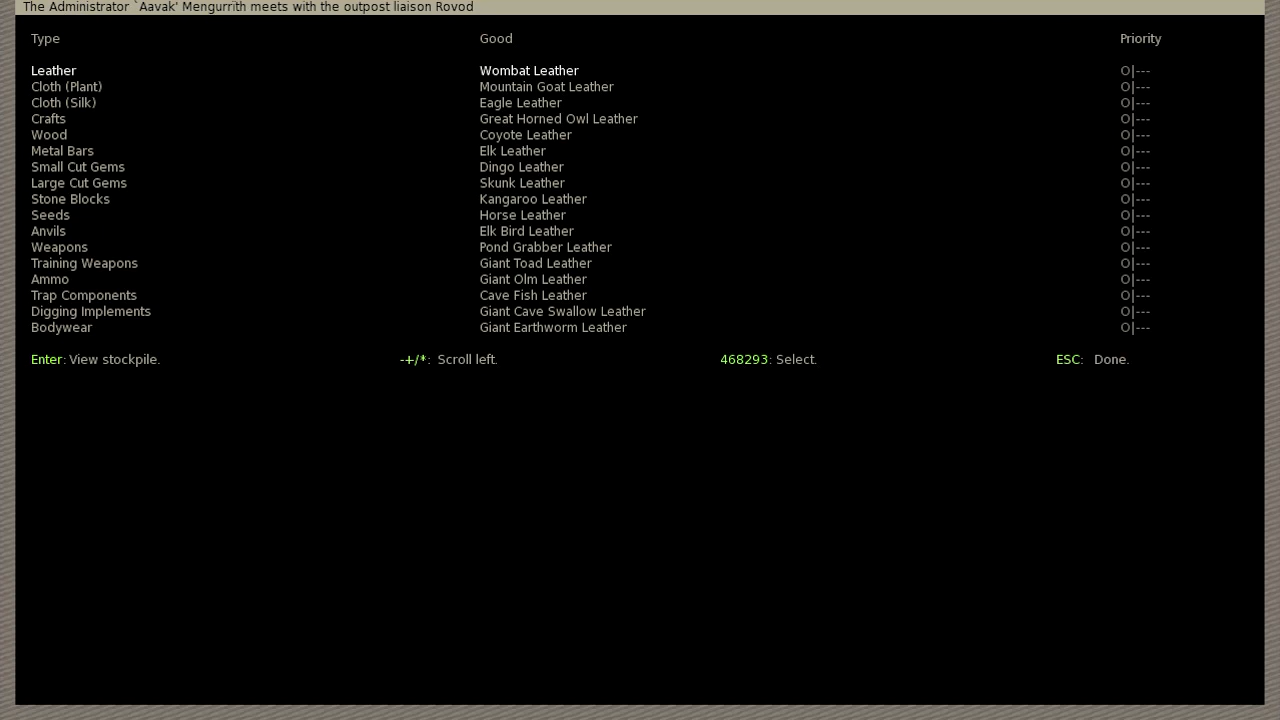 The Administrator `Aavak' Mengurrith meets with the outpost liaison Rovod
Type Good Priority
Leather Wombat Leather O|---
Cloth (Plant) Mountain Goat Leather O|---
Cloth (Silk) Eagle Leather O|---
Crafts Great Horned Owl Leather O|---
Wood Coyote Leather O|---
Metal Bars Elk Leather O|---
Small Cut Gems Dingo Leather O|---
Large Cut Gems Skunk Leather O|---
Stone Blocks Kangaroo Leather O|---
Seeds Horse Leather O|---
Anvils Elk Bird Leather O|---
Weapons Pond Grabber Leather O|---
Training Weapons Giant Toad Leather O|---
Ammo Giant Olm Leather O|---
Trap Components Cave Fish Leather O|---
Digging Implements Giant Cave Swallow Leather O|---
Bodywear Giant Earthworm Leather O|---
Enter: View stockpile. -+/*: Scroll left. 468293: Select. ESC: Done.